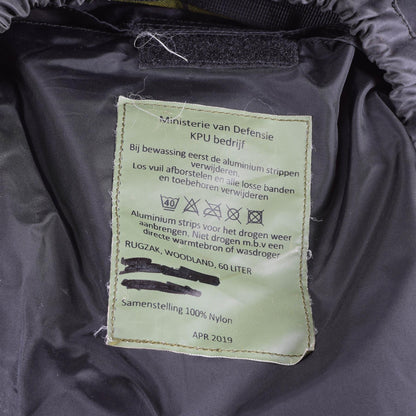 Ministerie van Defensie
KPU bedrijf
Bij bewassing eerst de aluminium strippen
verwijderen.
Los vuil afborstelen en alle losse banden
en toebehoren verwijderen
40
Aluminium strips voor het drogen weer
aanbrengen. Niet drogen m.b.v een
directe warmtebron of wasdroger
RUGZAK, WOODLAND, 60 LITER
Samenstelling 100% Nylon
APR 2019